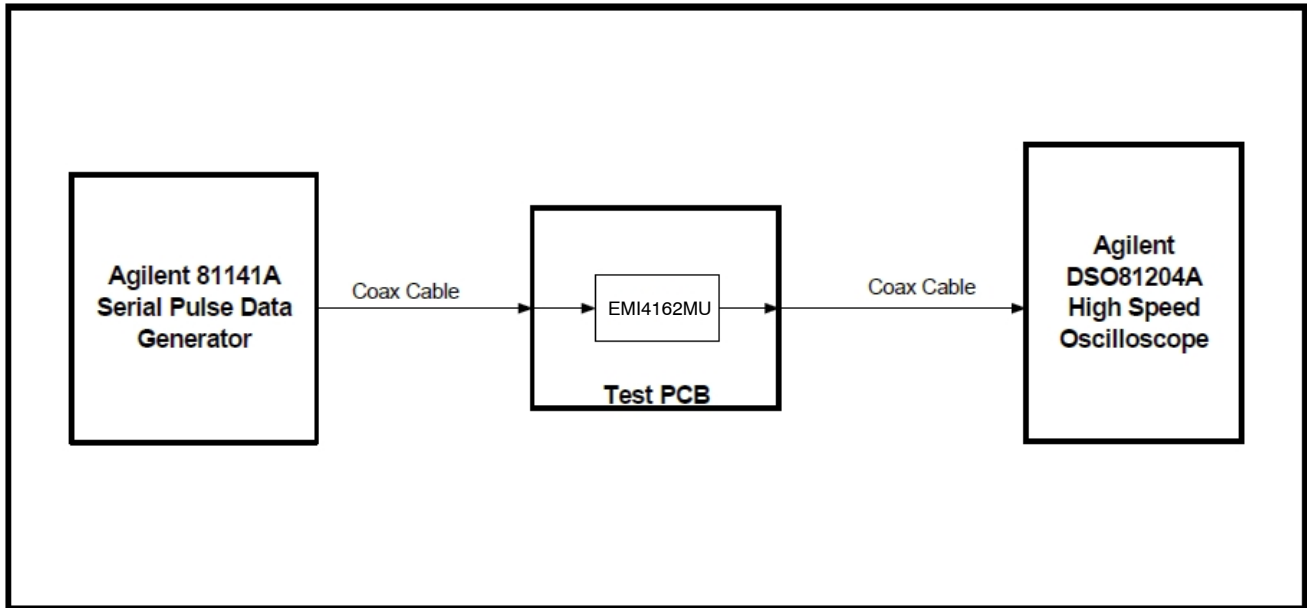 Agilent 81141A
Serial Pulse Data
Generator
Coax Cable
EMI4162MU
Test PCB
Coax Cable
Agilent
DSO81204A
High Speed
Oscilloscope